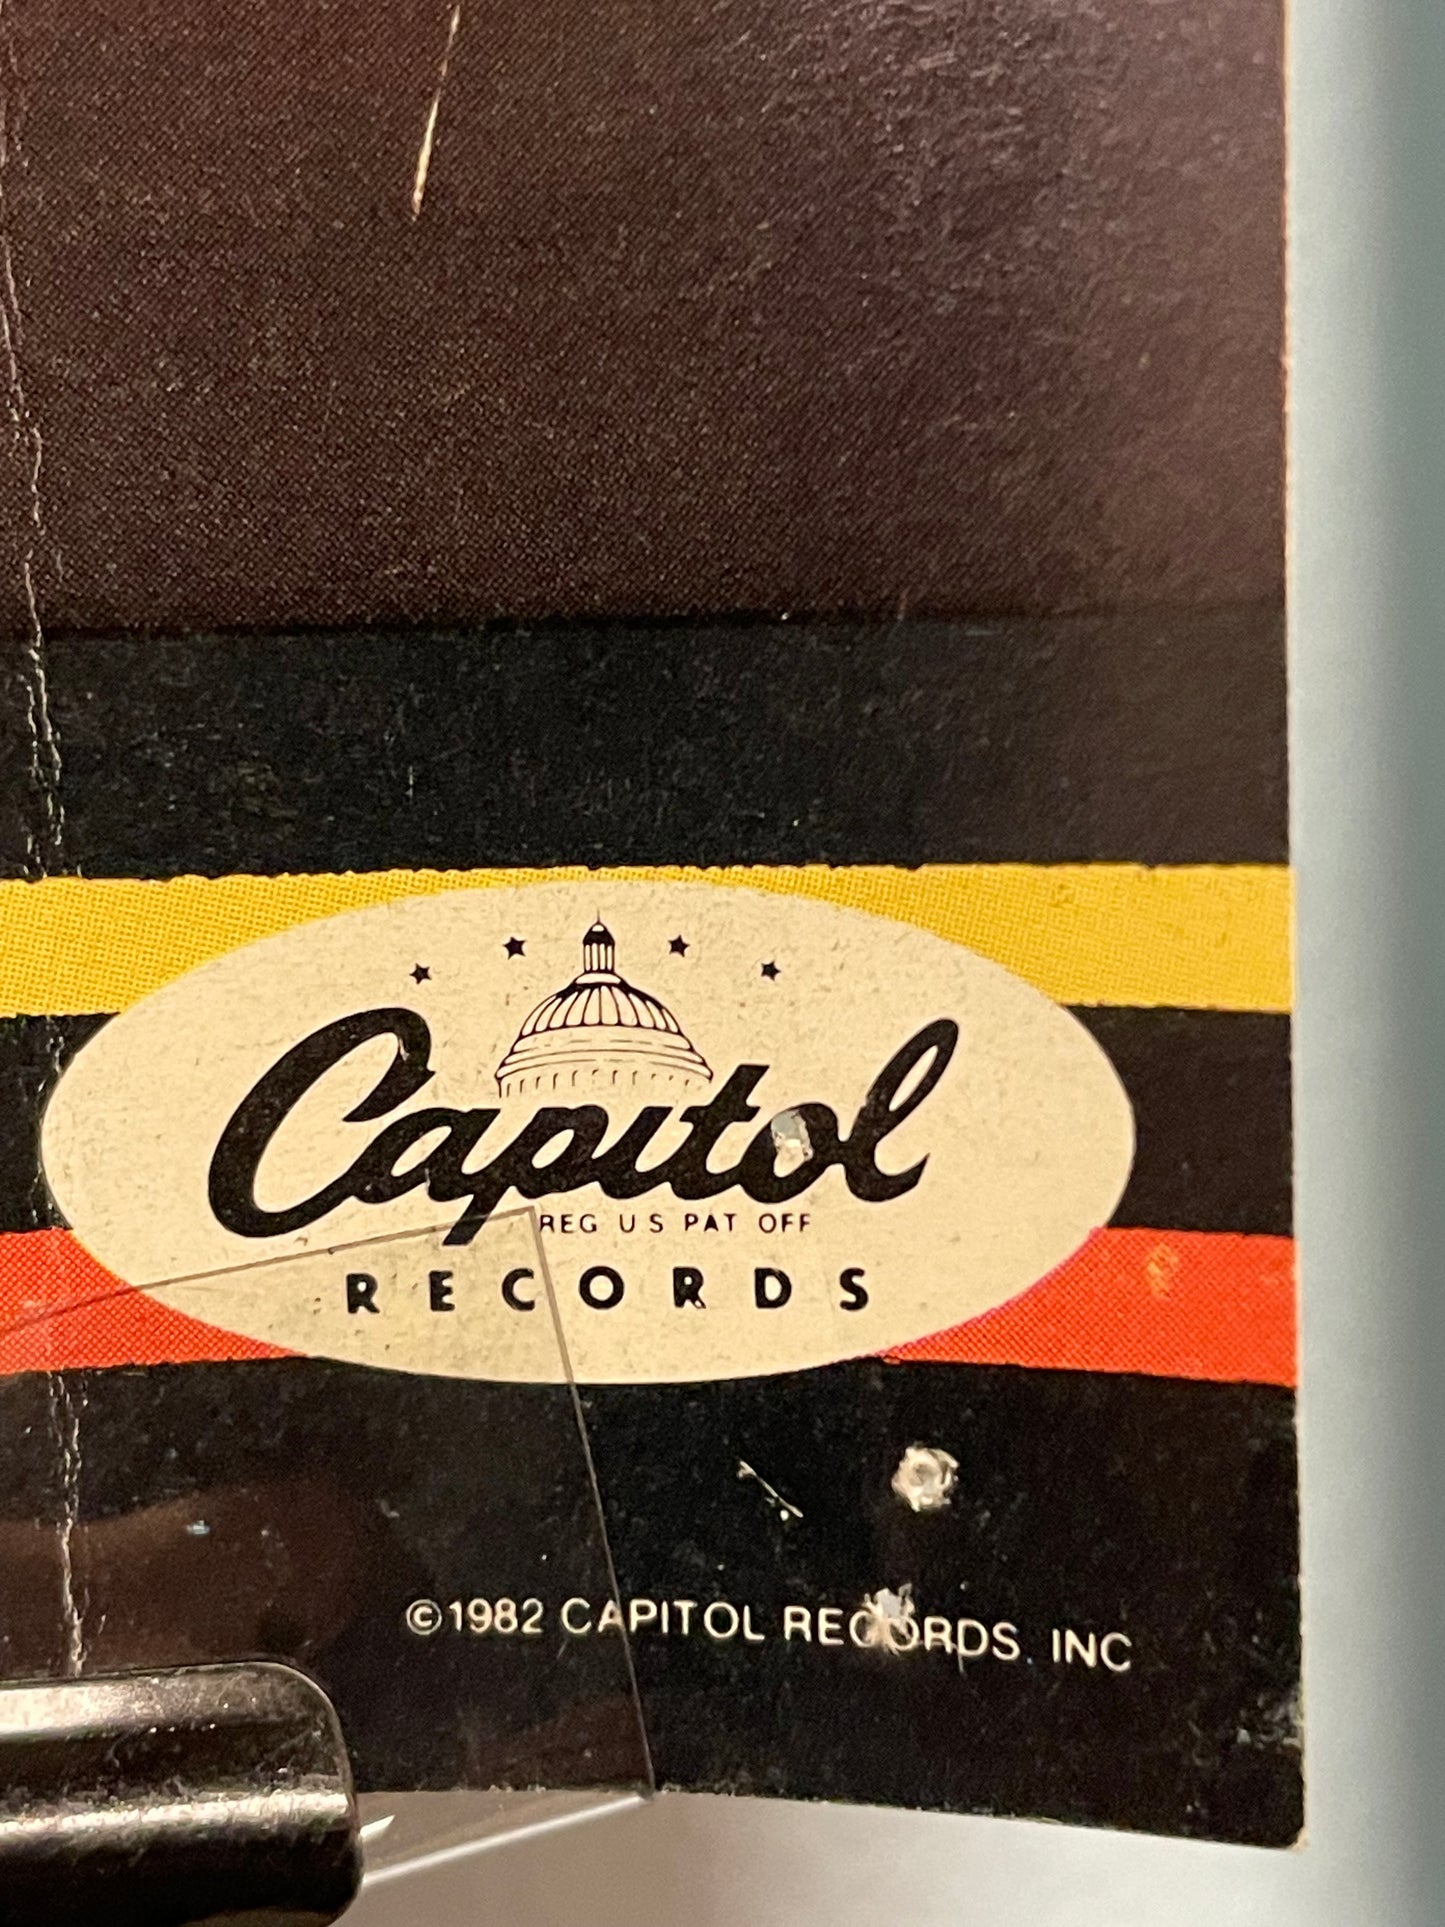 Capitol
REG U S PAT OFF
RECORDS
©1982 CAPITOL RECORDS. INC